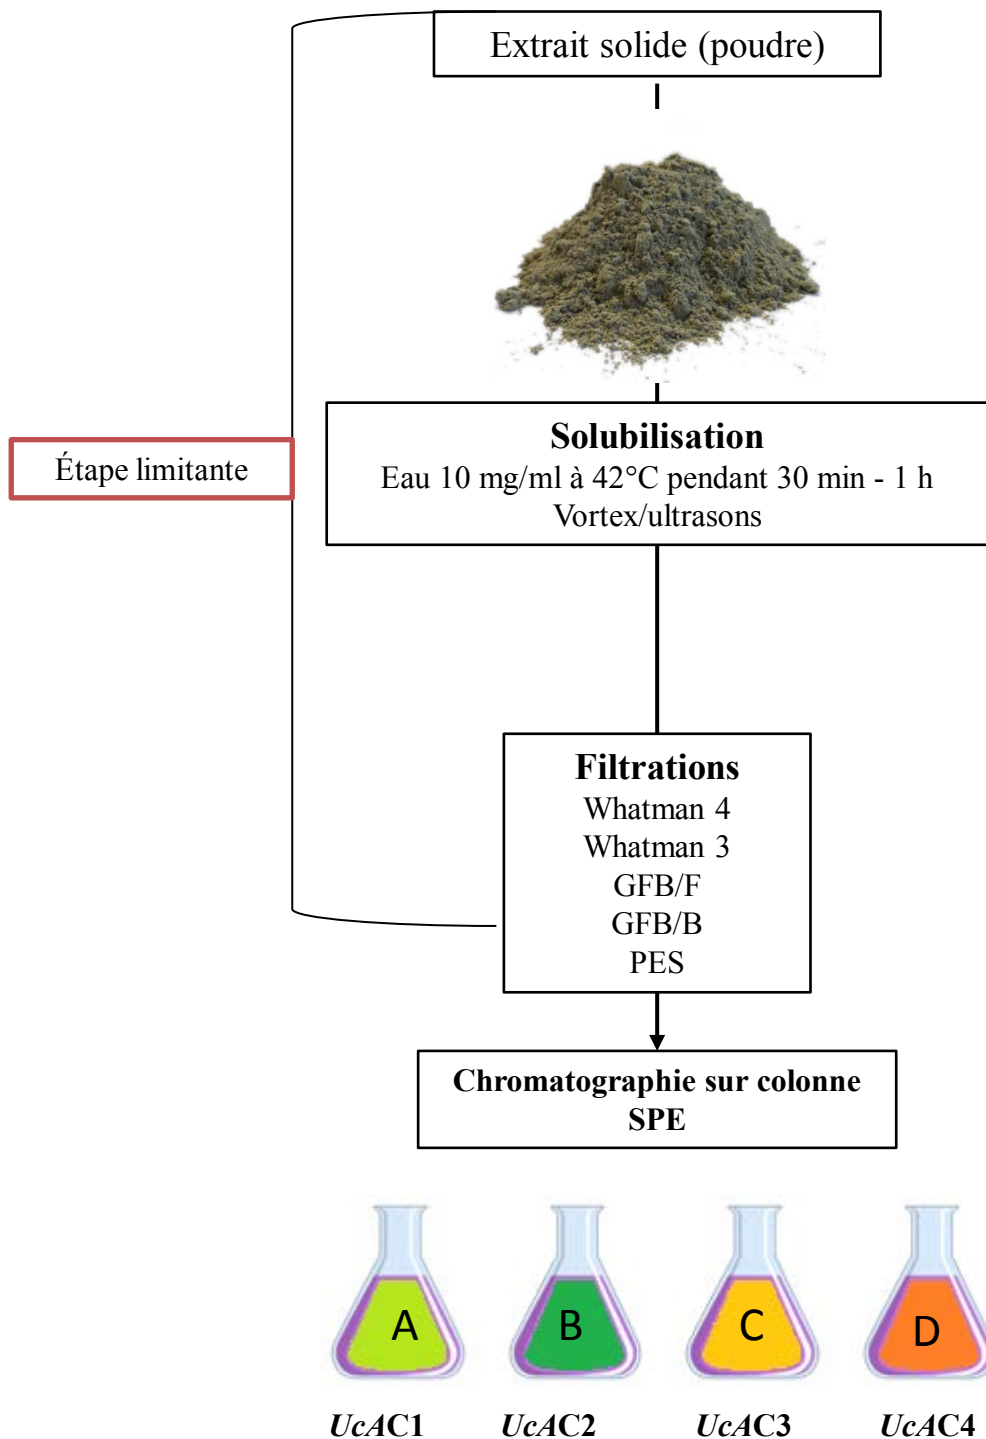 Extrait solide (poudre)
Étape limitante
Solubilisation
Eau 10 mg/ml à 42°C pendant 30 min - 1 h
Vortex/ultrasons
Filtrations
Whatman 4
Whatman 3
GFB/F
GFB/B
PES
Chromatographie sur colonne
SPE
A B C D
UcAC1 UcAC2 UcAC3 UcAC4